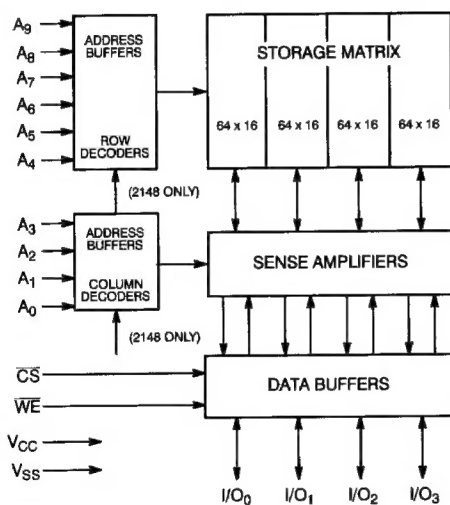 A9
A8
A7
A6
A5
A4
ADDRESS
BUFFERS
ROW
DECODERS
STORAGE MATRIX
64 x 16 64 x 16 64 x 16 64 x 16
(2148 ONLY)
A3
A2
A1
A0
ADDRESS
BUFFERS
COLUMN
DECODERS
SENSE AMPLIFIERS
(2148 ONLY)
CS
WE
DATA BUFFERS
VCC
VSS
I/O0 I/O1 I/O2 I/O3